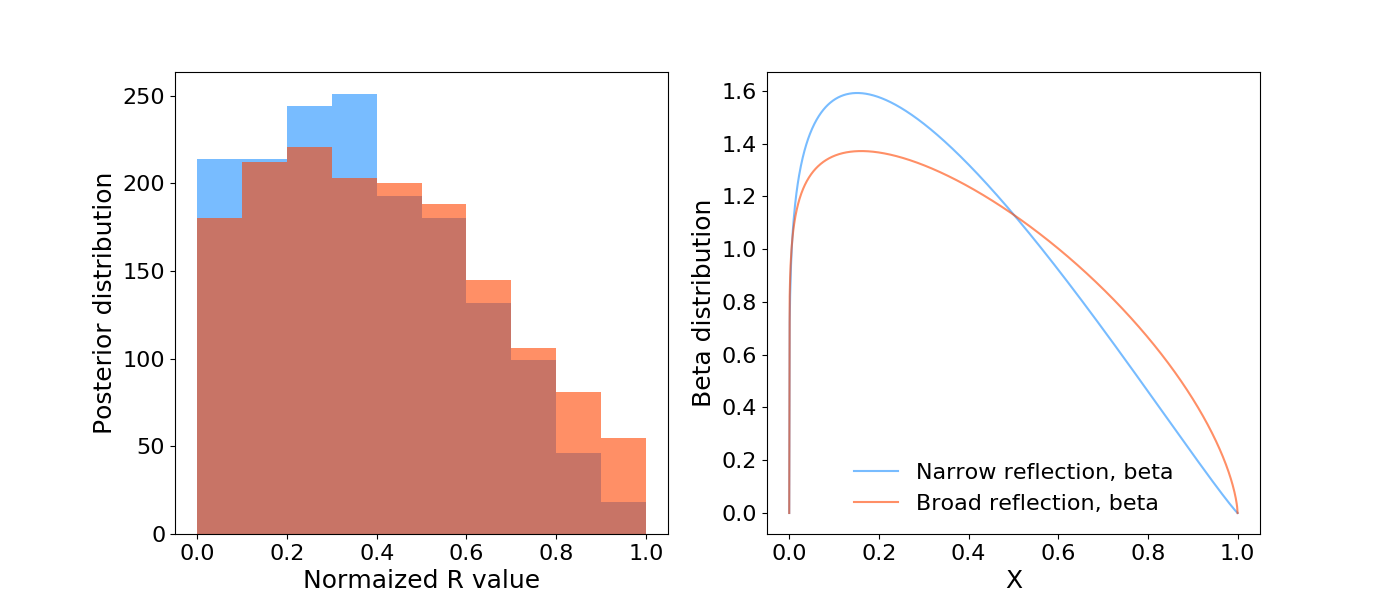 Posterior distribution
250
200
150
100
50
0
0.0 0.2 0.4 0.6 0.8 1.0
Normaized R value
Beta distribution
1.6
1.4
1.2
1.0
0.8
0.6
0.4
0.2
0.0
Narrow reflection, beta
Broad reflection, beta
0.0 0.2 0.4 0.6 0.8 1.0
X